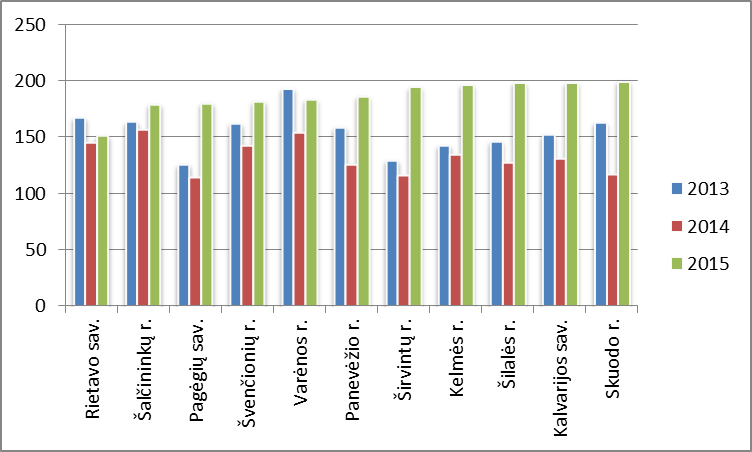 250
200
150
100
50
0
Rietavo sav.
Šalčininkų r.
Pagėgių sav.
Švenčionių r.
Varėnos r.
Panevėžio r.
Širvintų r.
Kelmės r.
Šilalės r.
Kalvarijos sav.
Skuodo r.
2013
2014
2015